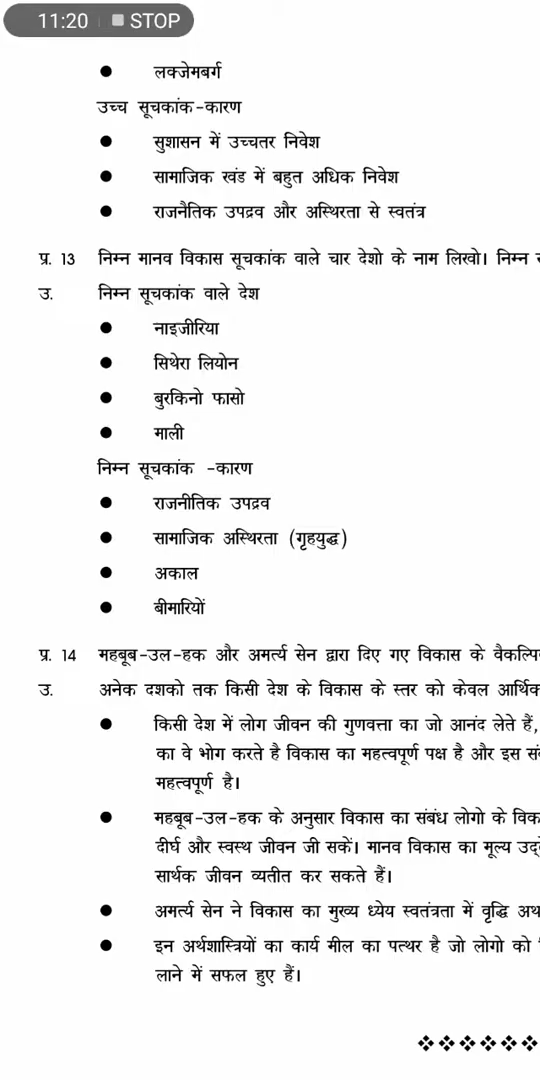 11:20 STOP
● लक्जेमबर्ग
उच्च सूचकांक-कारण
● सुशासन में उच्चतर निवेश
● सामाजिक खंड में बहुत अधिक निवेश
● राजनैतिक उपद्रव और अस्थिरता से स्वतंत्र
प्र. 13 निम्न मानव विकास सूचकांक वाले चार देशो के नाम लिखो। निम्न
उ. निम्न सूचकांक वाले देश
● नाइजीरिया
● सिथेरा लियोन
● बुरकिनो फासो
● माली
निम्न सूचकांक -कारण
● राजनीतिक उपद्रव
● सामाजिक अस्थिरता (गृहयुद्ध)
● अकाल
● बीमारियों
प्र. 14 महबूब-उल-हक और अमर्त्य सेन द्वारा दिए गए विकास के
उ. अनेक दशको तक किसी देश के विकास के स्तर को केवल आर्थिक
● किसी देश में लोग जीवन की गुणवत्ता का जो आनंद लेते हैं,
का वे भोग करते है विकास का महत्वपूर्ण पक्ष है और इस
महत्वपूर्ण है।
● महबूब-उल-हक के अनुसार विकास का संबंध लोगो के
दीर्घ और स्वस्थ जीवन जी सकें। मानव विकास का मूल्य
सार्थक जीवन व्यतीत कर सकते हैं।
● अमर्त्य सेन ने विकास का मुख्य ध्येय स्वतंत्रता में वृद्धि
● इन अर्थशास्त्रियों का कार्य मील का पत्थर है जो लोगो को
लाने में सफल हुए हैं।